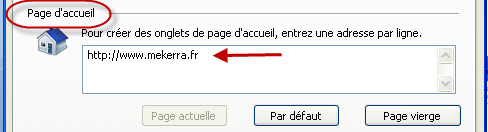 Page d'accueil
Pour créer des onglets de page d'accueil, entrez une adresse par ligne.
http://www.mekerra.fr
Page actuelle
Par défaut
Page vierge